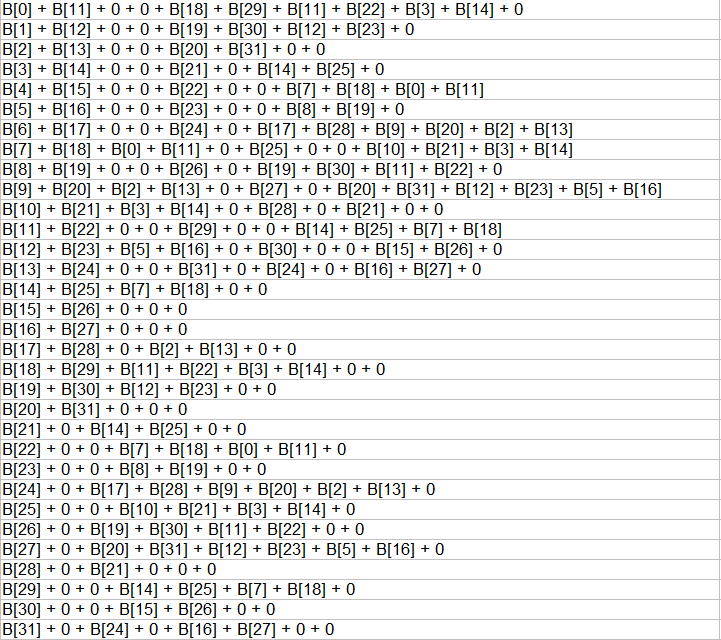 B[0] + B[11] + 0 + 0 + B[18] + B[29] + B[11] + B[22] + B[3] + B[14] + 0
B[1] + B[12] + 0 + 0 + B[19] + B[30] + B[12] + B[23] + 0
B[2] + B[13] + 0 + 0 + B[20] + B[31] + 0 + 0
B[3] + B[14] + 0 + 0 + B[21] + 0 + B[14] + B[25] + 0
B[4] + B[15] + 0 + 0 + B[22] + 0 + 0 + B[7] + B[18] + B[0] + B[11]
B[5] + B[16] + 0 + 0 + B[23] + 0 + 0 + B[8] + B[19] + 0
B[6] + B[17] + 0 + 0 + B[24] + 0 + B[17] + B[28] + B[9] + B[20] + B[2] + B[13]
B[7] + B[18] + B[0] + B[11] + 0 + B[25] + 0 + 0 + B[10] + B[21] + B[3] + B[14]
B[8] + B[19] + 0 + 0 + B[26] + 0 + B[19] + B[30] + B[11] + B[22] + 0
B[9] + B[20] + B[2] + B[13] + 0 + B[27] + 0 + B[20] + B[31] + B[12] + B[23] + B[5] + B[16]
B[10] + B[21] + B[3] + B[14] + 0 + B[28] + 0 + B[21] + 0 + 0
B[11] + B[22] + 0 + 0 + B[29] + 0 + 0 + B[14] + B[25] + B[7] + B[18]
B[12] + B[23] + B[5] + B[16] + 0 + B[30] + 0 + 0 + B[15] + B[26] + 0
B[13] + B[24] + 0 + 0 + B[31] + 0 + B[24] + 0 + B[16] + B[27] + 0
B[14] + B[25] + B[7] + B[18] + 0 + 0
B[15] + B[26] + 0 + 0 + 0
B[16] + B[27] + 0 + 0 + 0
B[17] + B[28] + 0 + B[2] + B[13] + 0 + 0
B[18] + B[29] + B[11] + B[22] + B[3] + B[14] + 0 + 0
B[19] + B[30] + B[12] + B[23] + 0 + 0
B[20] + B[31] + 0 + 0 + 0
B[21] + 0 + B[14] + B[25] + 0 + 0
B[22] + 0 + 0 + B[7] + B[18] + B[0] + B[11] + 0
B[23] + 0 + 0 + B[8] + B[19] + 0 + 0
B[24] + 0 + B[17] + B[28] + B[9] + B[20] + B[2] + B[13] + 0
B[25] + 0 + 0 + B[10] + B[21] + B[3] + B[14] + 0
B[26] + 0 + B[19] + B[30] + B[11] + B[22] + 0 + 0
B[27] + 0 + B[20] + B[31] + B[12] + B[23] + B[5] + B[16] + 0
B[28] + 0 + B[21] + 0 + 0 + 0
B[29] + 0 + 0 + B[14] + B[25] + B[7] + B[18] + 0
B[30] + 0 + 0 + B[15] + B[26] + 0 + 0
B[31] + 0 + B[24] + 0 + B[16] + B[27] + 0 + 0